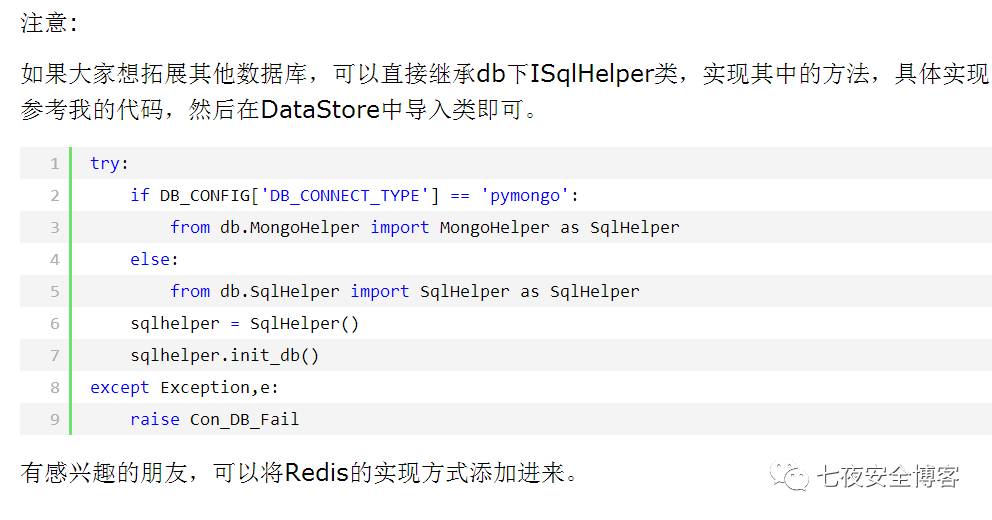 注意:
如果大家想拓展其他数据库，可以直接继承db下ISqlHelper类，实现其中的方法，具体实现
参考我的代码，然后在DataStore中导入类即可。
1 try:
2     if DB_CONFIG['DB_CONNECT_TYPE'] == 'pymongo':
3         from db.MongoHelper import MongoHelper as SqlHelper
4     else:
5         from db.SqlHelper import SqlHelper as SqlHelper
6     sqlhelper = SqlHelper()
7     sqlhelper.init_db()
8 except Exception,e:
9     raise Con_DB_Fail
有感兴趣的朋友，可以将Redis的实现方式添加进来。
七夜安全博客